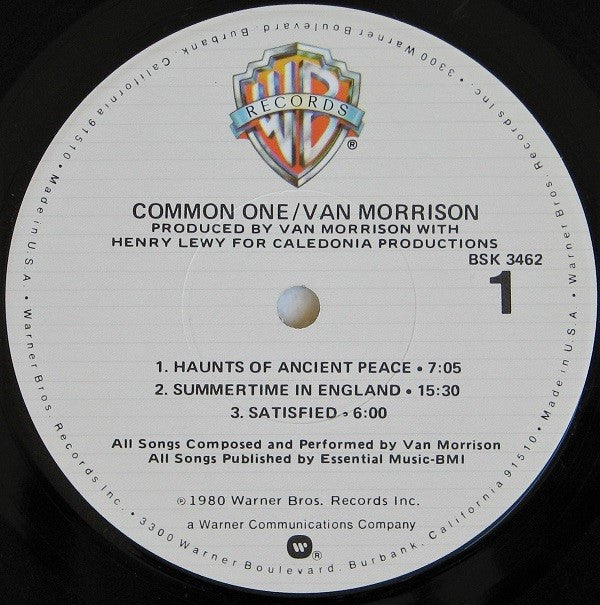 WB
RECORDS
®
COMMON ONE/VAN MORRISON
PRODUCED BY VAN MORRISON WITH
HENRY LEWY FOR CALEDONIA PRODUCTIONS
BSK 3462
1
1. HAUNTS OF ANCIENT PEACE • 7:05
2. SUMMERTIME IN ENGLAND • 15:30
3. SATISFIED • 6:00
All Songs Composed and Performed by Van Morrison
All Songs Published by Essential Music-BMI
℗ 1980 Warner Bros. Records Inc.
a Warner Communications Company
W ®
Warner Bros. Records Inc. • 3300 Warner Boulevard, Burbank, California 91510 • Made in U.S.A. • Warner Bros. Records Inc. • 3300 Warner Boulevard, Burbank, California 91510 • Made in U.S.A. •